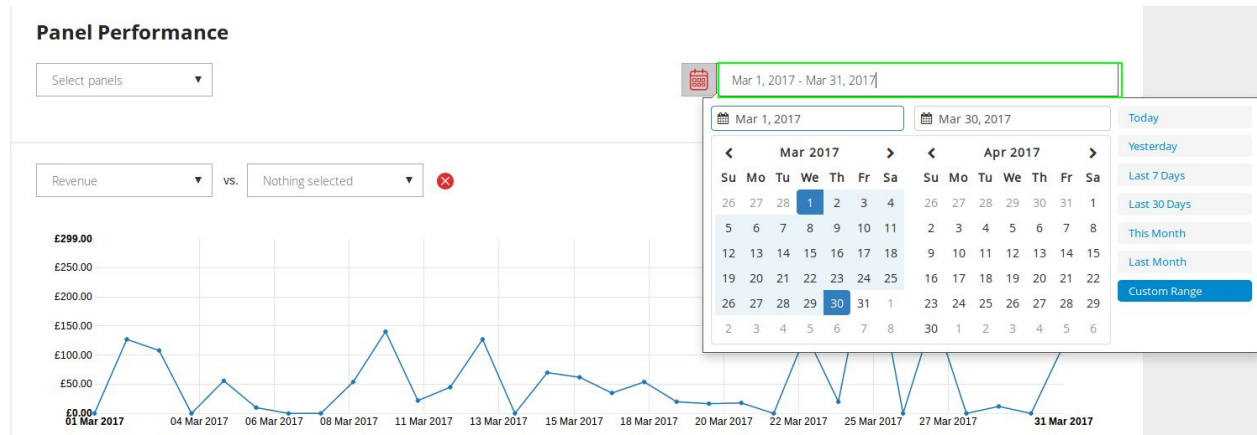 Panel Performance
Select panels ▼
Mar 1, 2017 - Mar 31, 2017
Mar 1, 2017
Mar 30, 2017
Today
Yesterday
Last 7 Days
Last 30 Days
This Month
Last Month
Custom Range
Mar 2017
Su Mo Tu We Th Fr Sa
26 27 28 1 2 3 4
5 6 7 8 9 10 11
12 13 14 15 16 17 18
19 20 21 22 23 24 25
26 27 28 29 30 31 1
2 3 4 5 6 7 8
Apr 2017
Su Mo Tu We Th Fr Sa
26 27 28 29 30 31 1
2 3 4 5 6 7 8
9 10 11 12 13 14 15
16 17 18 19 20 21 22
23 24 25 26 27 28 29
30 1 2 3 4 5 6
Revenue ▼ vs. Nothing selected ▼
£299.00
£250.00
£200.00
£150.00
£100.00
£50.00
£0.00
01 Mar 2017 04 Mar 2017 06 Mar 2017 08 Mar 2017 11 Mar 2017 13 Mar 2017 15 Mar 2017 18 Mar 2017 20 Mar 2017 22 Mar 2017 25 Mar 2017 27 Mar 2017 31 Mar 2017